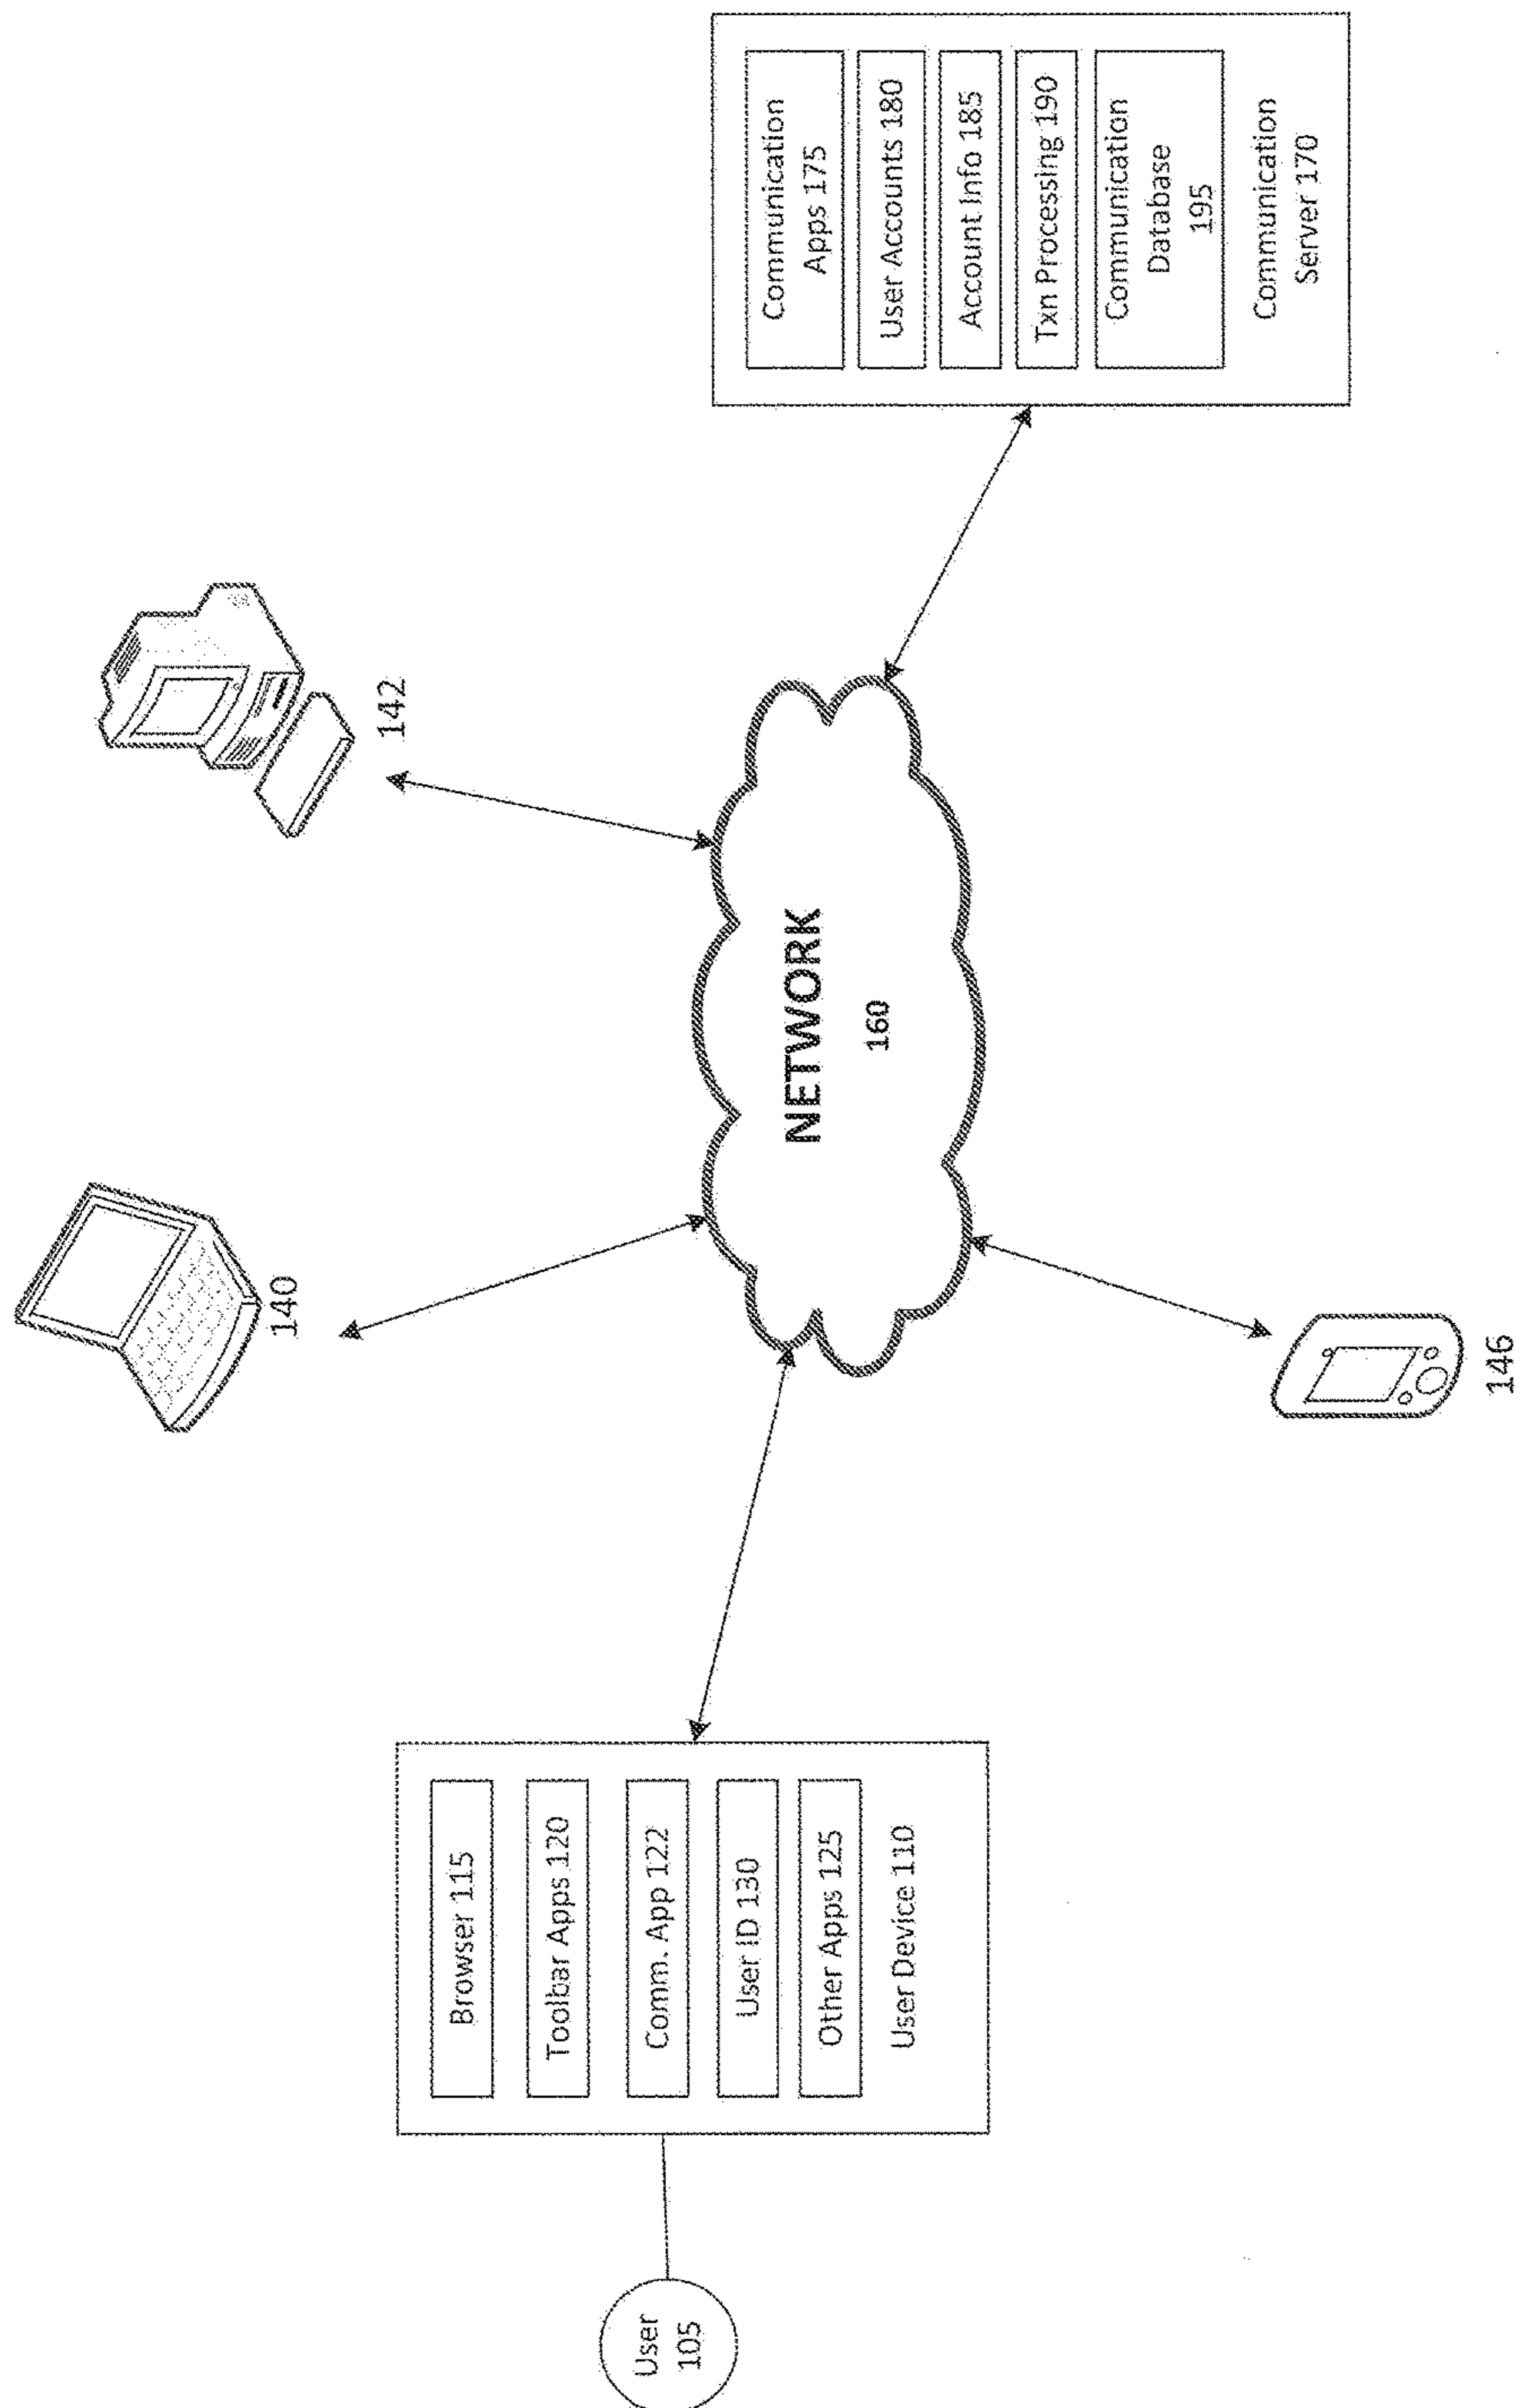 User
105
Browser 115
Toolbar Apps 120
Comm. App 122
User ID 130
Other Apps 125
User Device 110
140
142
NETWORK
160
146
Communication
Apps 175
User Accounts 180
Account Info 185
Txn Processing 190
Communication
Database
195
Communication
Server 170